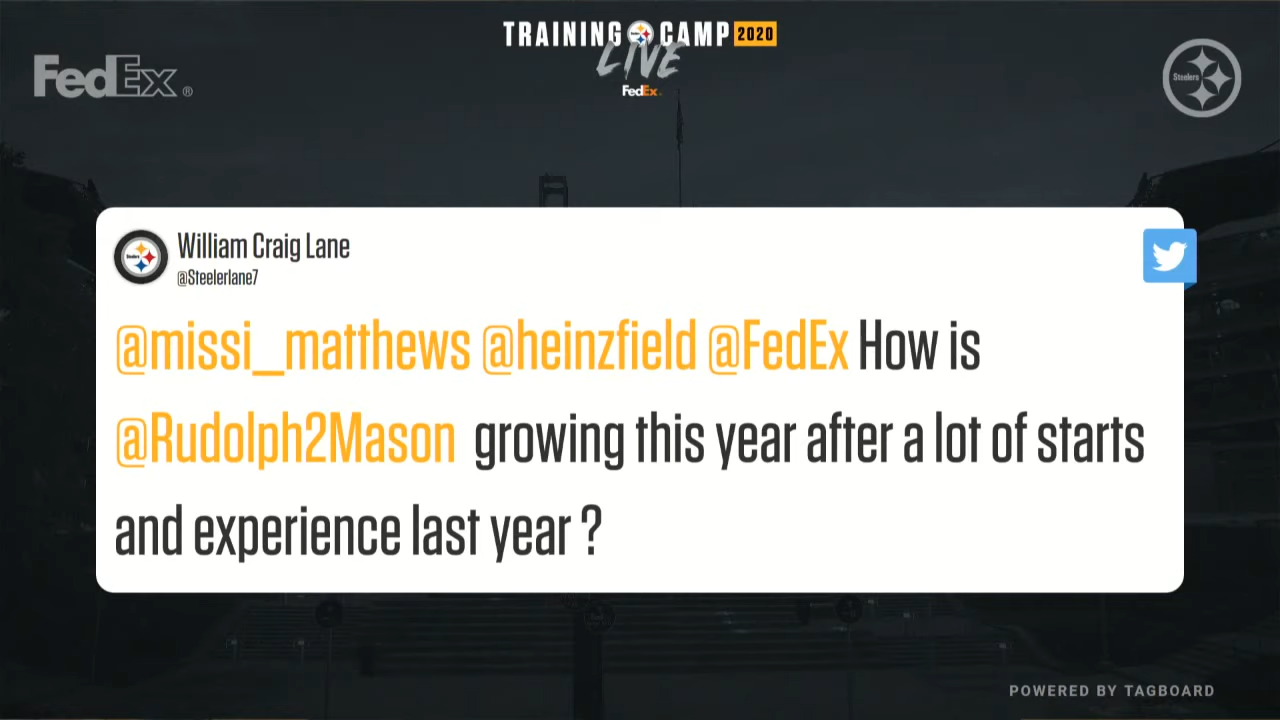 TRAINING CAMP 2020
LIVE
FedEx
FedEx ®
Steelers
William Craig Lane
@Steelerlane7
@missi_matthews @heinzfield @FedEx How is
@Rudolph2Mason growing this year after a lot of starts
and experience last year ?
POWERED BY TAGBOARD